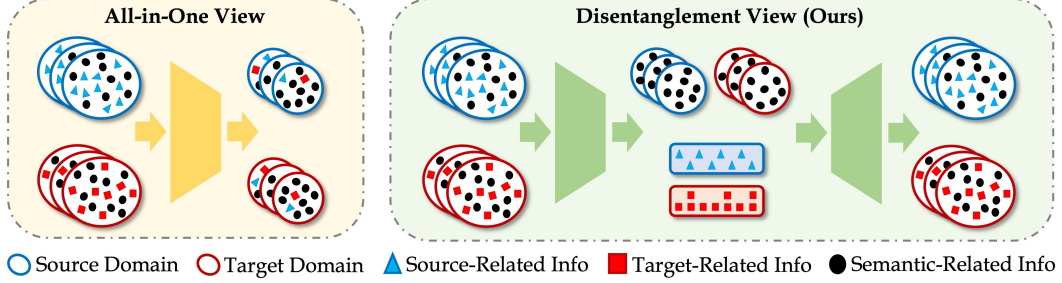 All-in-One View
Disentanglement View (Ours)
Source Domain
Target Domain
Source-Related Info
Target-Related Info
Semantic-Related Info